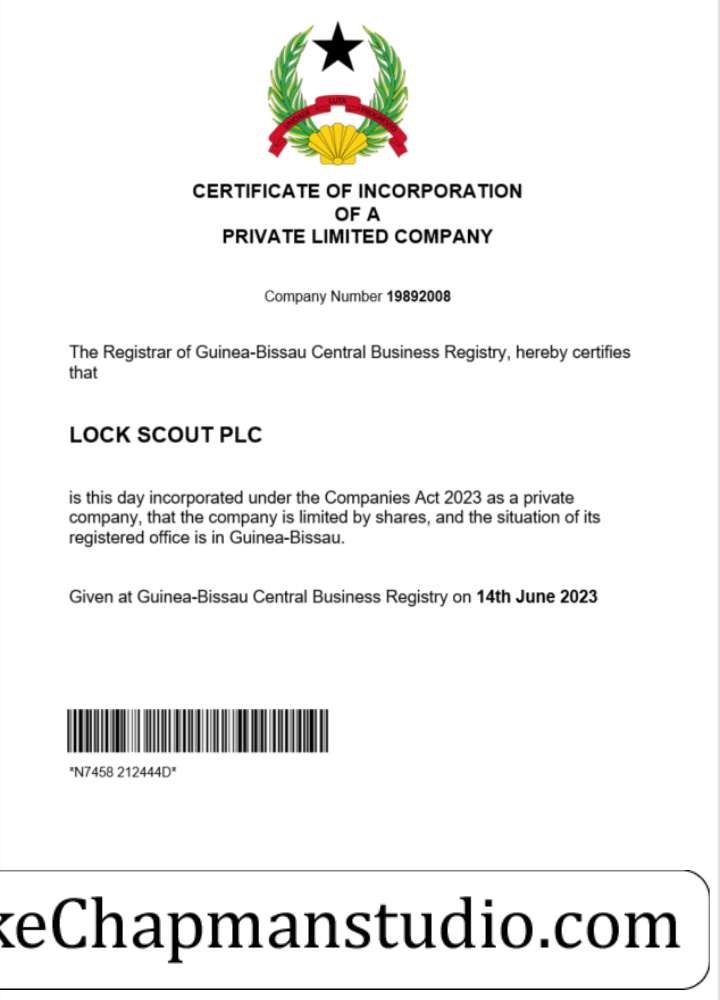 UNIDADE LUTA PROGRESSO
CERTIFICATE OF INCORPORATION
OF A
PRIVATE LIMITED COMPANY
Company Number 19892008
The Registrar of Guinea-Bissau Central Business Registry, hereby certifies
that
LOCK SCOUT PLC
is this day incorporated under the Companies Act 2023 as a private
company, that the company is limited by shares, and the situation of its
registered office is in Guinea-Bissau.
Given at Guinea-Bissau Central Business Registry on 14th June 2023
*N7458 212444D*
keChapmanstudio.com